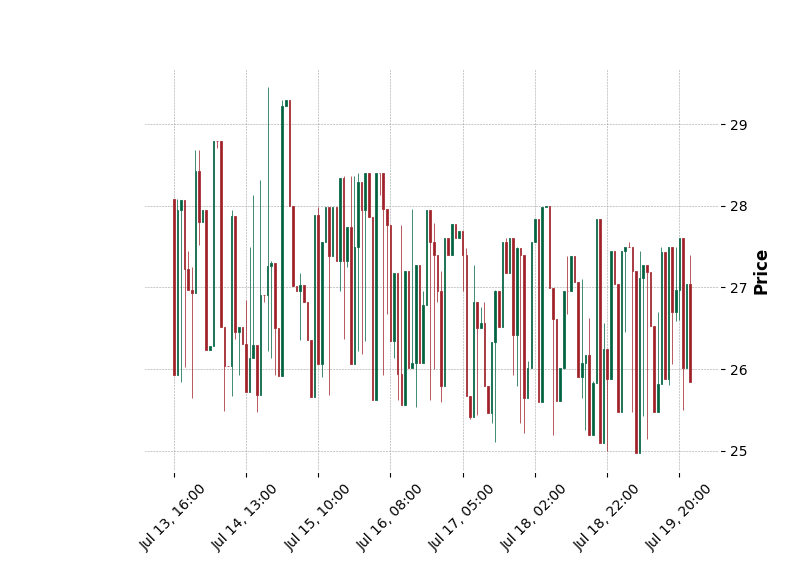 29
28
27
26
25
Price
Jul 13, 16:00
Jul 14, 13:00
Jul 15, 10:00
Jul 16, 08:00
Jul 17, 05:00
Jul 18, 02:00
Jul 18, 22:00
Jul 19, 20:00